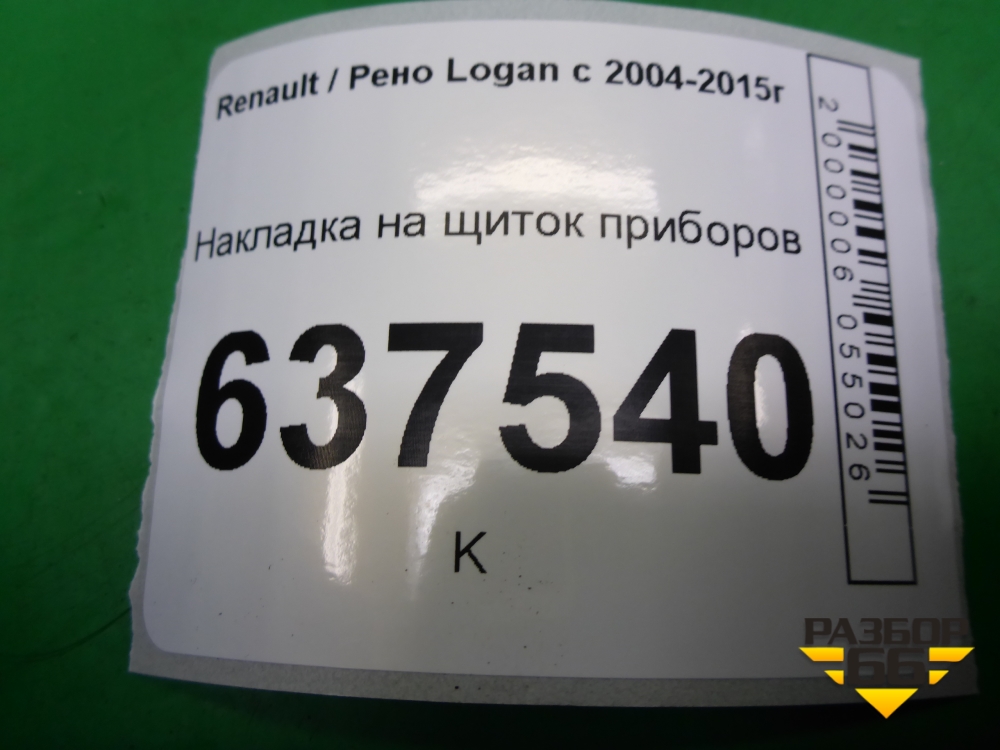 Renault / Рено Logan с 2004-2015г
Накладка на щиток приборов
637540
К
2000006055026
РАЗБОР
66